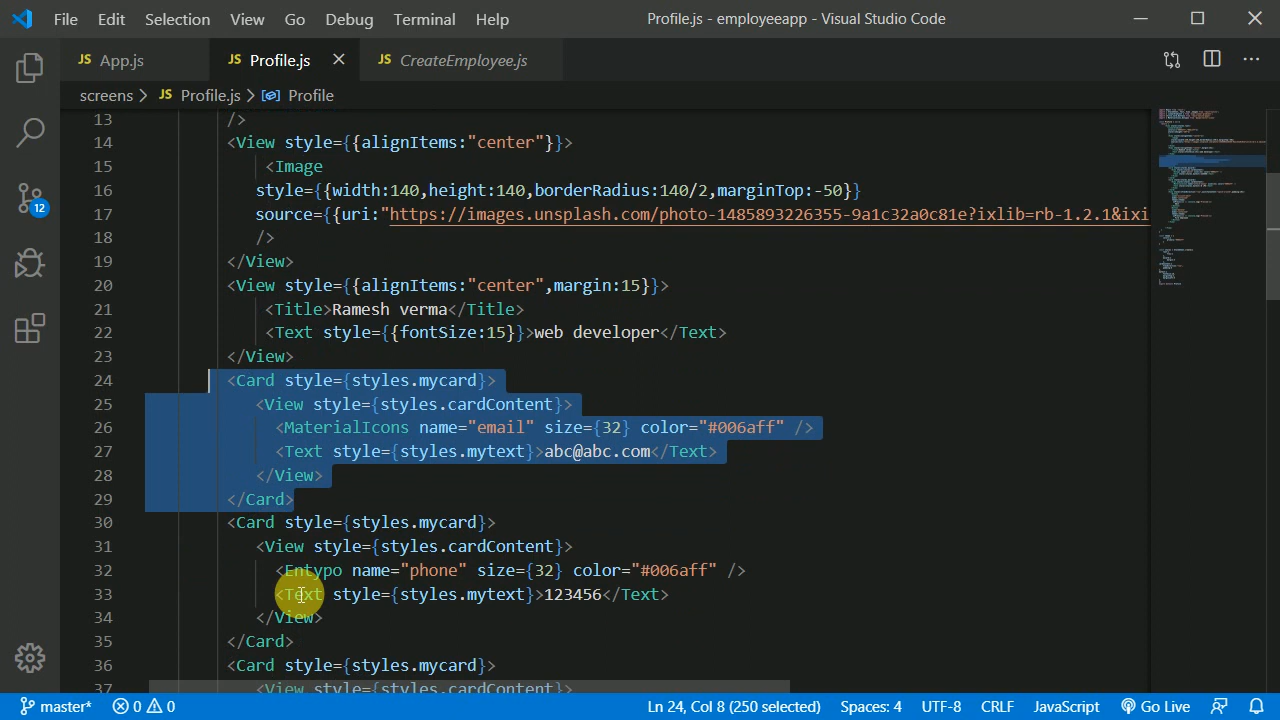 File Edit Selection View Go Debug Terminal Help Profile.js - employeeapp - Visual Studio Code
JS App.js JS Profile.js JS CreateEmployee.js
screens JS Profile.js Profile
13 />
14 <View style={{alignItems:"center"}}>
15 <Image
16 style={{width:140,height:140,borderRadius:140/2,marginTop:-50}}
17 source={{uri:"https://images.unsplash.com/photo-1485893226355-9a1c32a0c81e?ixlib=rb-1.2.1&ixi
18 />
19 </View>
20 <View style={{alignItems:"center",margin:15}}>
21 <Title>Ramesh verma</Title>
22 <Text style={{fontSize:15}}>web developer</Text>
23 </View>
24 <Card style={styles.mycard}>
25 <View style={styles.cardContent}>
26 <MaterialIcons name="email" size={32} color="#006aff" />
27 <Text style={styles.mytext}>abc@abc.com</Text>
28 </View>
29 </Card>
30 <Card style={styles.mycard}>
31 <View style={styles.cardContent}>
32 <Entypo name="phone" size={32} color="#006aff" />
33 <Text style={styles.mytext}>123456</Text>
34 </View>
35 </Card>
36 <Card style={styles.mycard}>
37 <View style={styles.cardContent}>
12
master* 0 0 Ln 24, Col 8 (250 selected) Spaces: 4 UTF-8 CRLF JavaScript Go Live